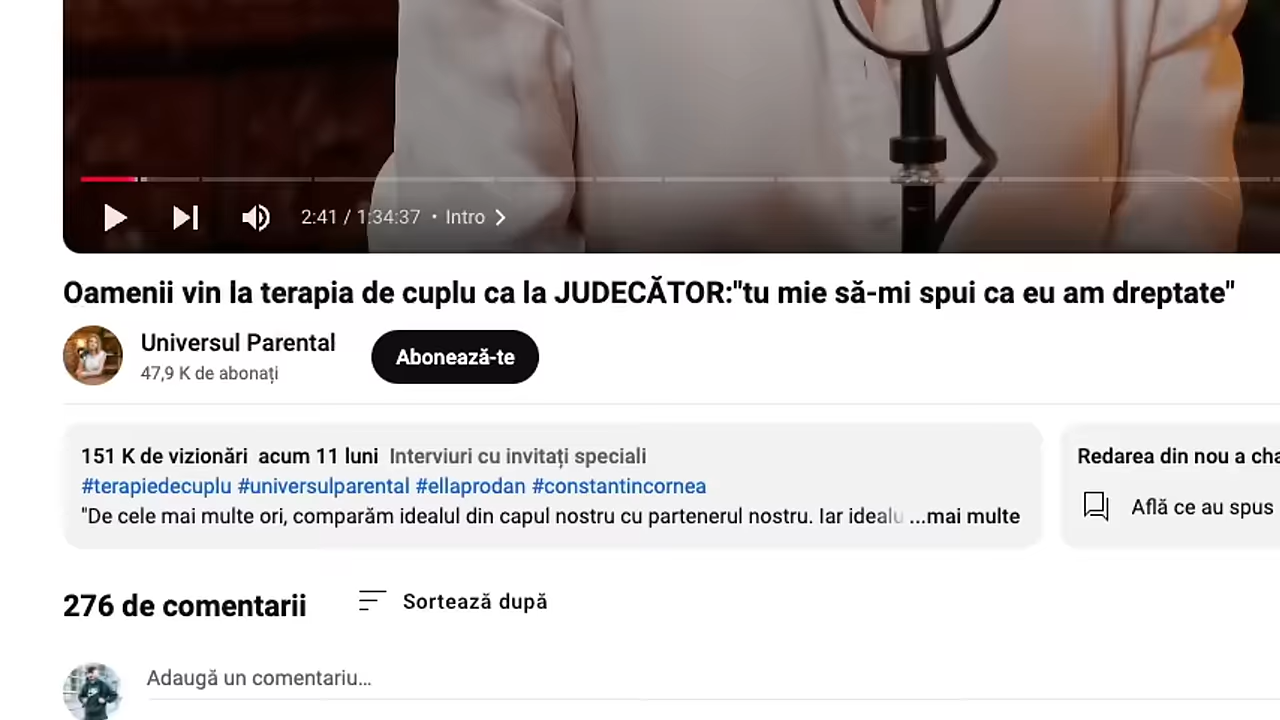 2:41 / 1:34:37 • Intro
Oamenii vin la terapia de cuplu ca la JUDECĂTOR:"tu mie să-mi spui ca eu am dreptate"
Universul Parental
47,9 K de abonați
Abonează-te
151 K de vizionări acum 11 luni Interviuri cu invitați speciali
#terapiedecuplu #universulparental #ellaprodan #constantincornea
"De cele mai multe ori, comparăm idealul din capul nostru cu partenerul nostru. Iar idealu ...mai multe
Redarea din nou a cha
Află ce au spus
276 de comentarii
Sortează după
Adaugă un comentariu...